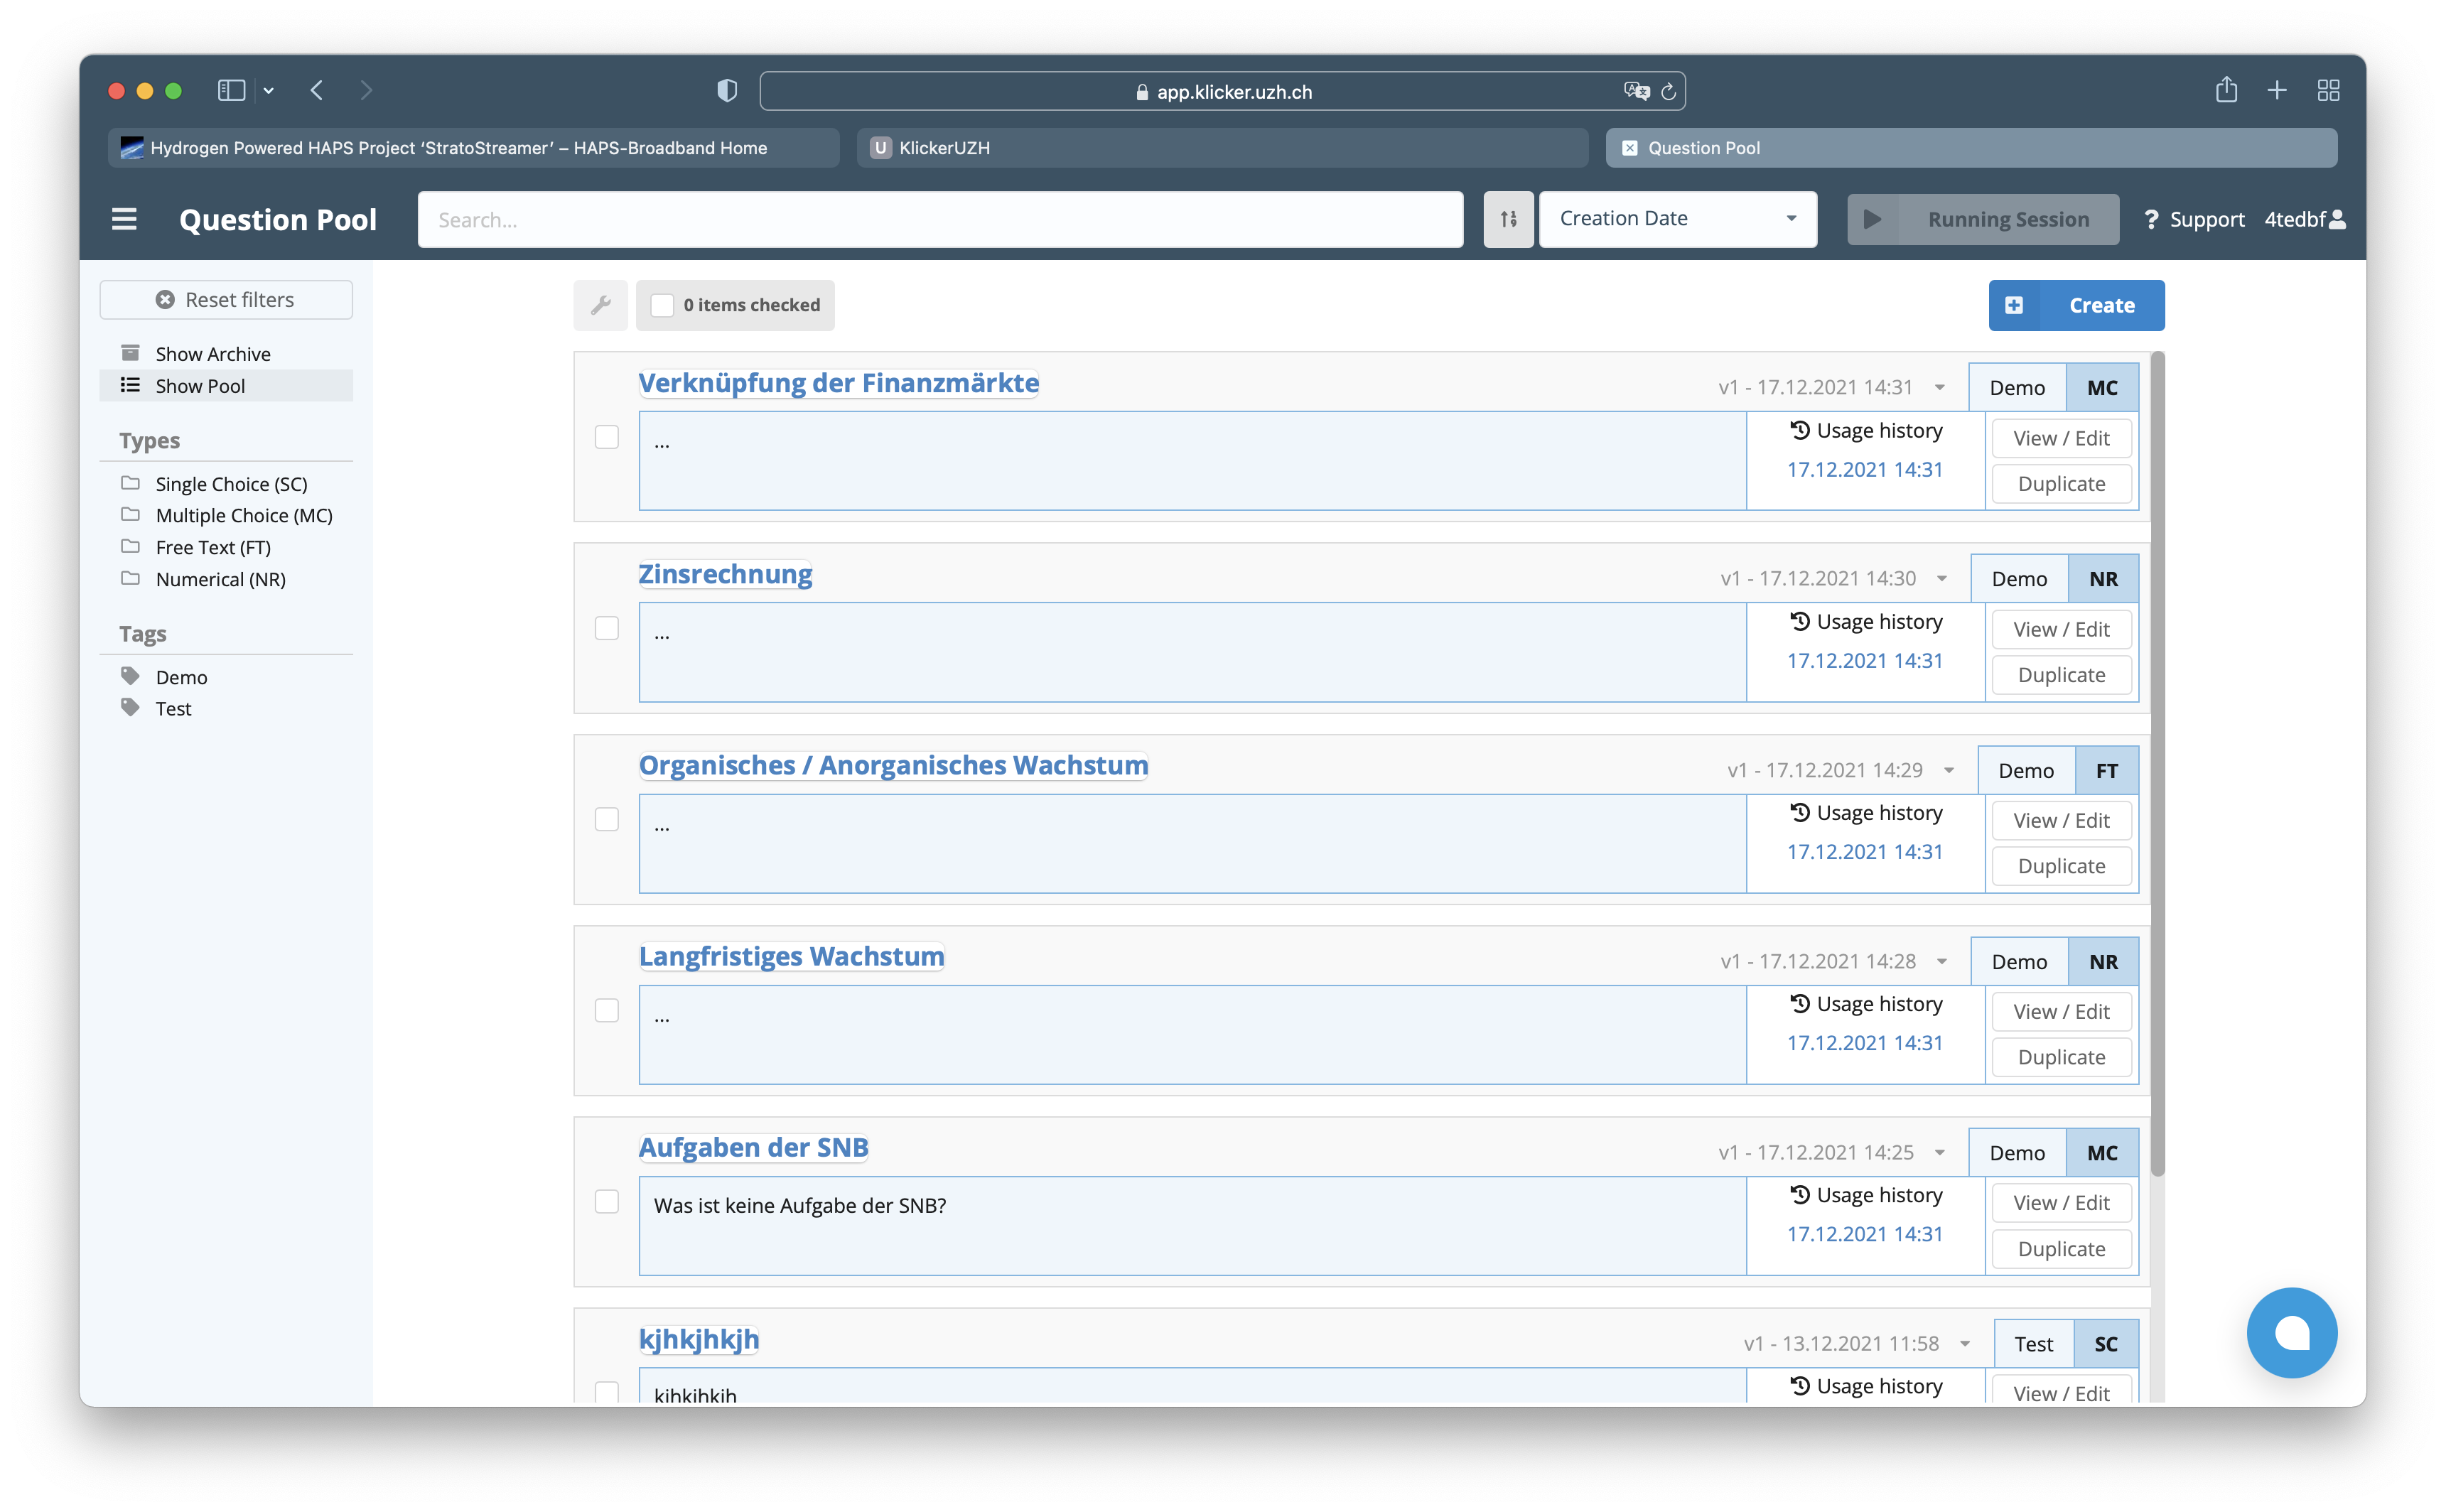 app.klicker.uzh.ch
Hydrogen Powered HAPS Project ‘StratoStreamer’ – HAPS-Broadband Home
U KlickerUZH
Question Pool
Question Pool
Search...
Creation Date
Running Session
? Support
4tedbf
Reset filters
Show Archive
Show Pool
Types
Single Choice (SC)
Multiple Choice (MC)
Free Text (FT)
Numerical (NR)
Tags
Demo
Test
0 items checked
Create
Verknüpfung der Finanzmärkte
v1 - 17.12.2021 14:31
Demo
MC
...
Usage history
17.12.2021 14:31
View / Edit
Duplicate
Zinsrechnung
v1 - 17.12.2021 14:30
Demo
NR
...
Usage history
17.12.2021 14:31
View / Edit
Duplicate
Organisches / Anorganisches Wachstum
v1 - 17.12.2021 14:29
Demo
FT
...
Usage history
17.12.2021 14:31
View / Edit
Duplicate
Langfristiges Wachstum
v1 - 17.12.2021 14:28
Demo
NR
...
Usage history
17.12.2021 14:31
View / Edit
Duplicate
Aufgaben der SNB
v1 - 17.12.2021 14:25
Demo
MC
Was ist keine Aufgabe der SNB?
Usage history
17.12.2021 14:31
View / Edit
Duplicate
kjhkjhkjh
v1 - 13.12.2021 11:58
Test
SC
kjhkjhkjh
Usage history
View / Edit